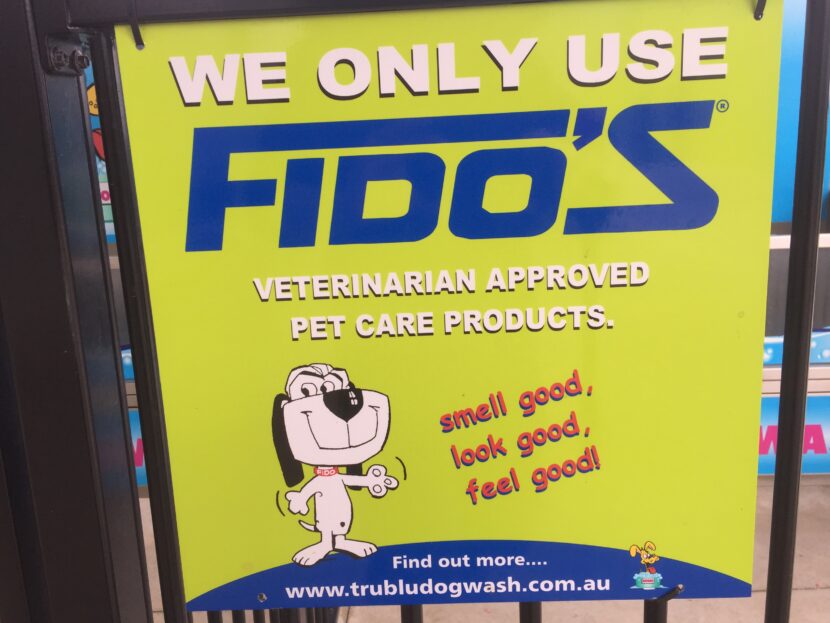 WE ONLY USE
FIDO'S®
VETERINARIAN APPROVED
PET CARE PRODUCTS.
smell good,
look good,
feel good!
FIDO
Find out more....
www.trubludogwash.com.au